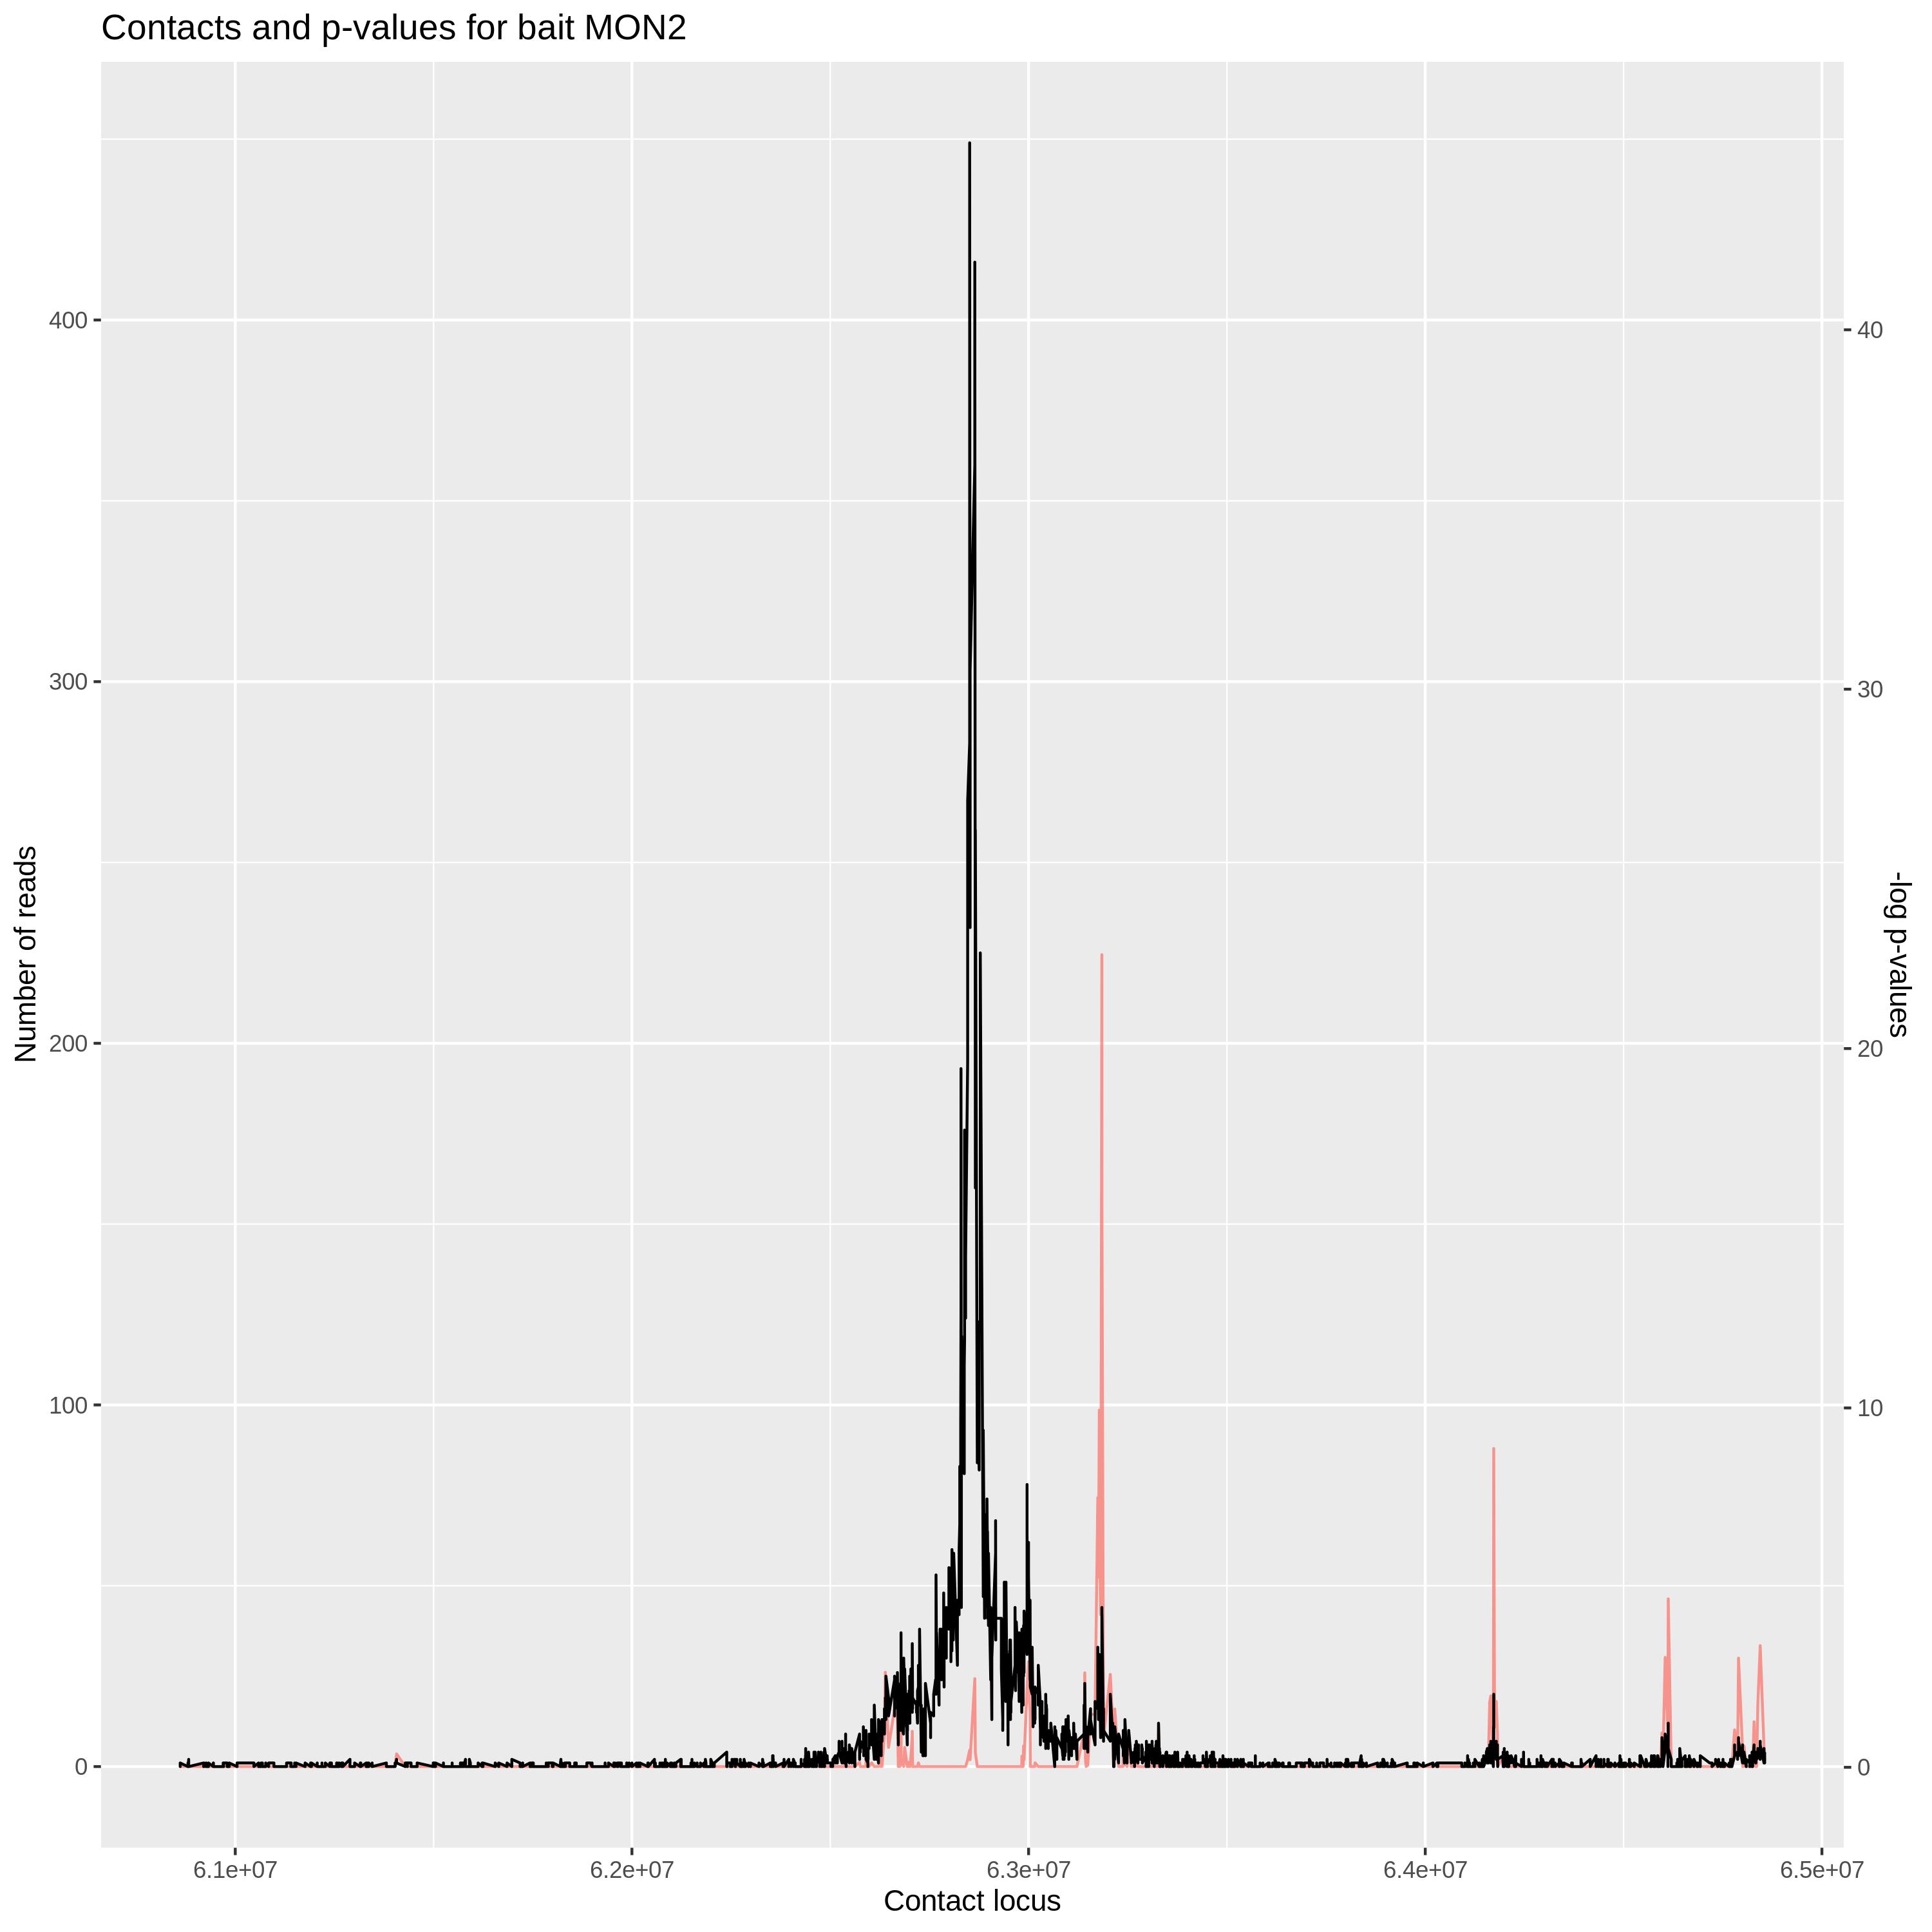 Contacts and p-values for bait MON2
400
300
200
100
0
Number of reads
40
30
20
10
0
-log p-values
6.1e+07
6.2e+07
6.3e+07
6.4e+07
6.5e+07
Contact locus